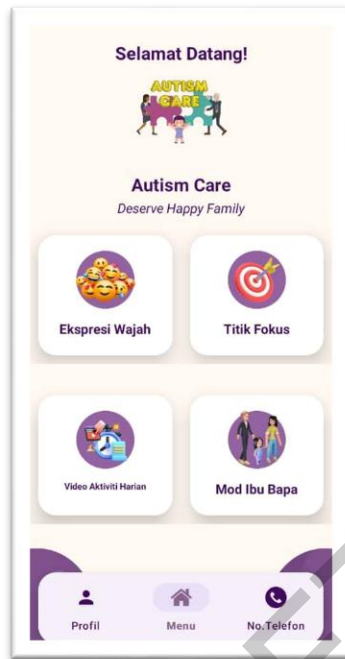 Selamat Datang!
AUTISM
CARE
Autism Care
Deserve Happy Family
Ekspresi Wajah
Titik Fokus
Video Aktiviti Harian
Mod Ibu Bapa
Profil
Menu
No.Telefon